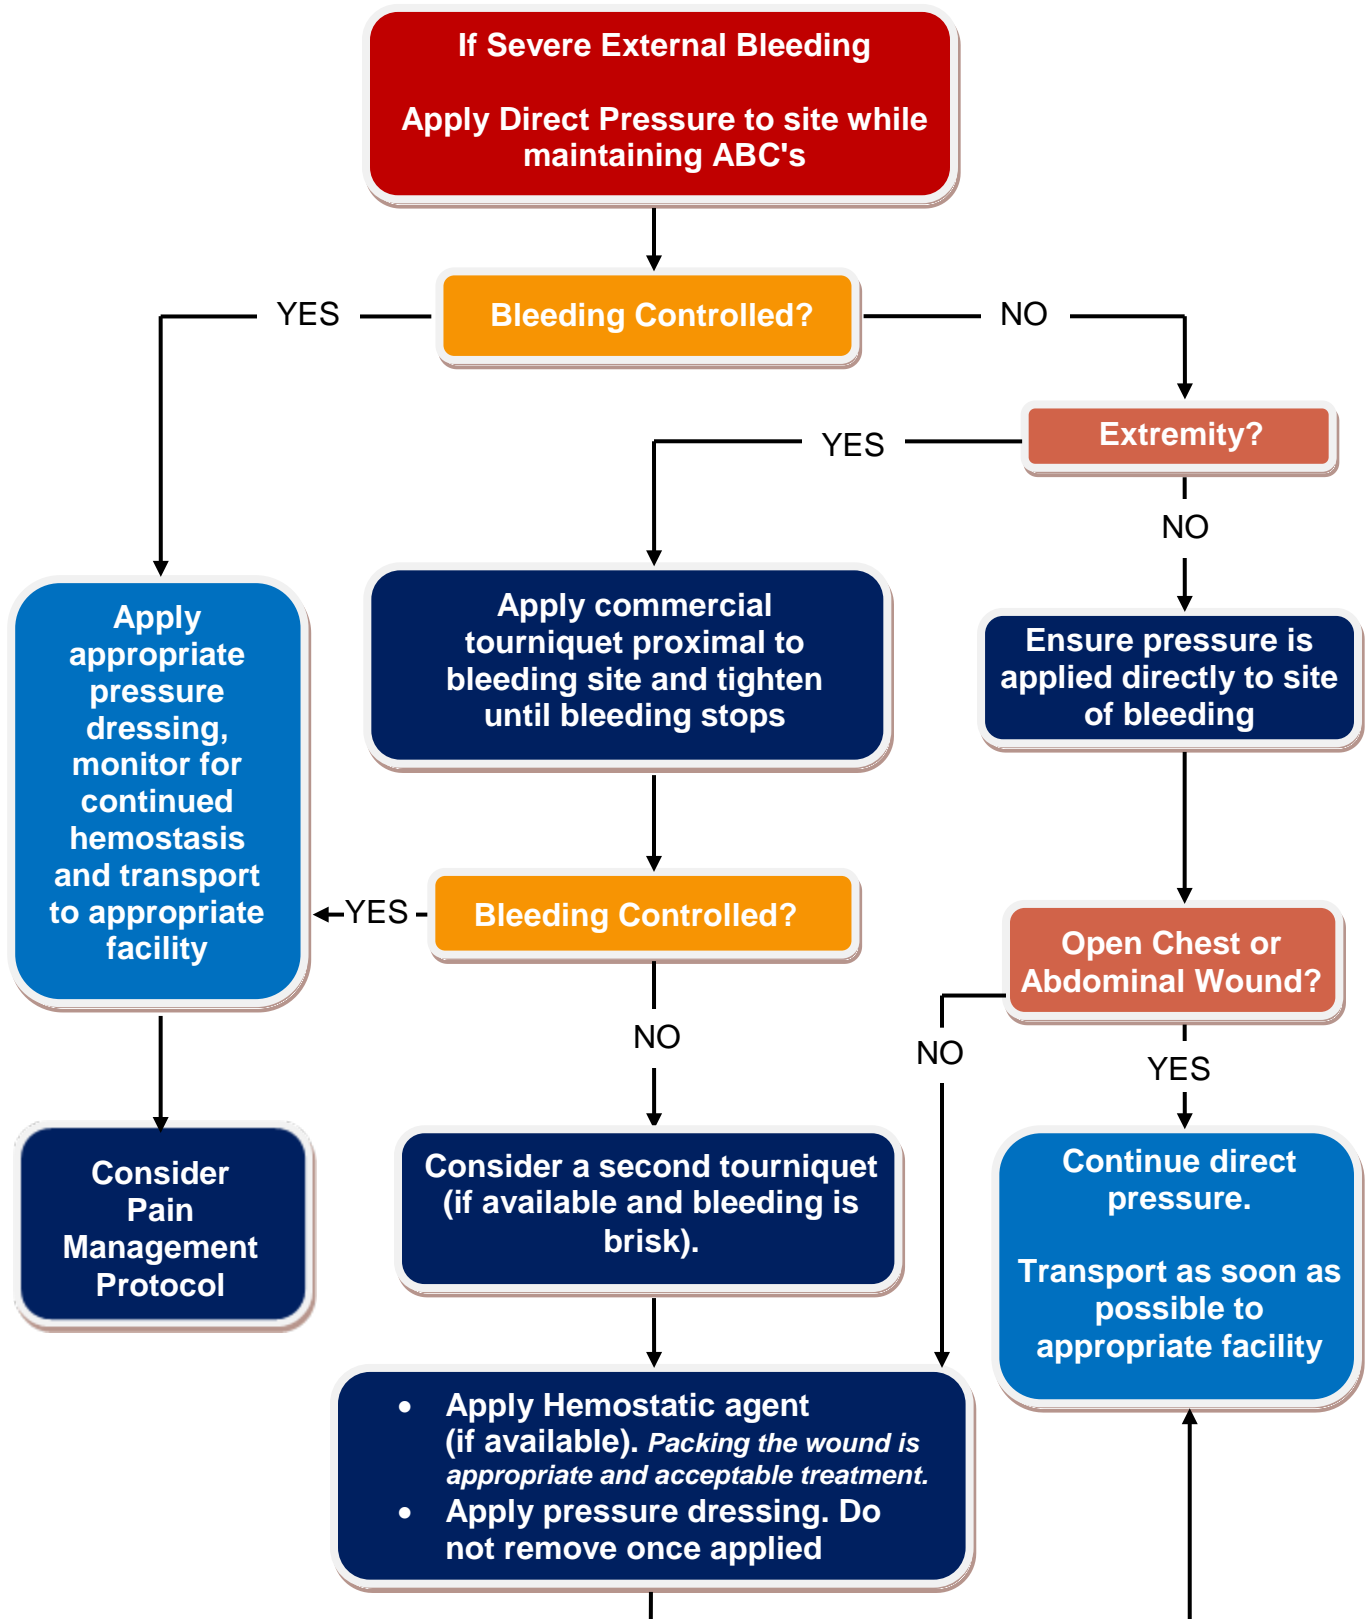 If Severe External Bleeding
Apply Direct Pressure to site while
maintaining ABC's
Bleeding Controlled?
YES
NO
Extremity?
YES
NO
Apply
appropriate
pressure
dressing,
monitor for
continued
hemostasis
and transport
to appropriate
facility
Apply commercial
tourniquet proximal to
bleeding site and tighten
until bleeding stops
Ensure pressure is
applied directly to site
of bleeding
Bleeding Controlled?
YES
NO
Open Chest or
Abdominal Wound?
NO
YES
Consider
Pain
Management
Protocol
Consider a second tourniquet
(if available and bleeding is
brisk).
Continue direct
pressure.
Transport as soon as
possible to
appropriate facility
• Apply Hemostatic agent
(if available). Packing the wound is
appropriate and acceptable treatment.
• Apply pressure dressing. Do
not remove once applied